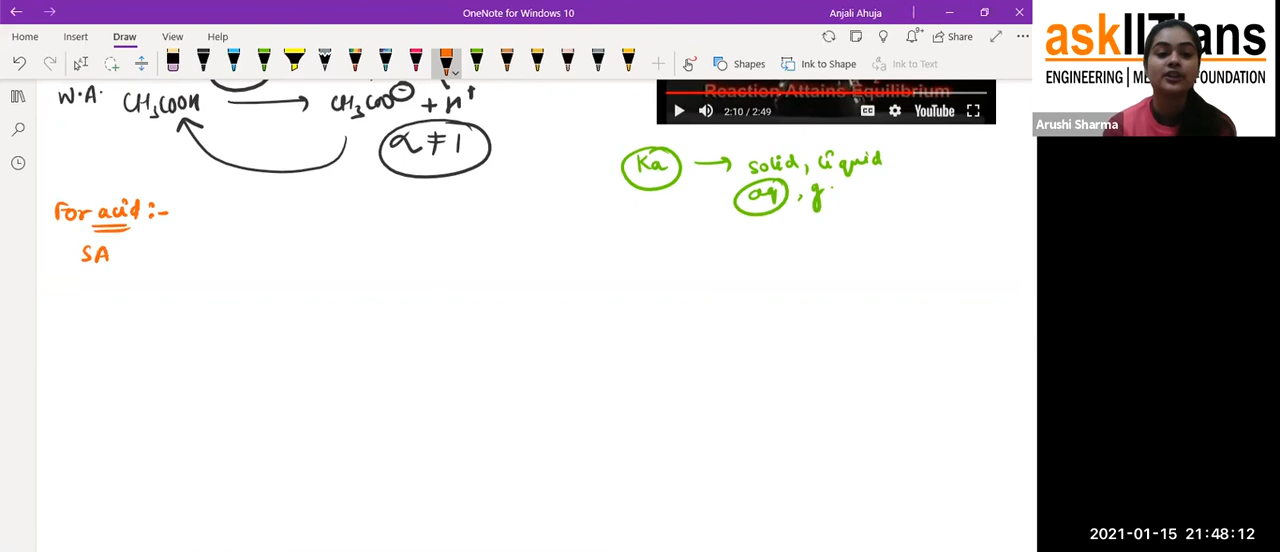 OneNote for Windows 10
Anjali Ahuja
Home Insert Draw View Help
Share
Shapes Ink to Shape Ink to Text
askIITians
ENGINEERING | MEDICAL | FOUNDATION
Arushi Sharma
W.A. CH₃COOH → CH₃COO⊖ + H⁺
α ≠ 1
Reaction Attains Equilibrium
2:10 / 2:49 CC YouTube
Ka → solid, liquid
aq, g.
For acid :-
SA
2021-01-15 21:48:12